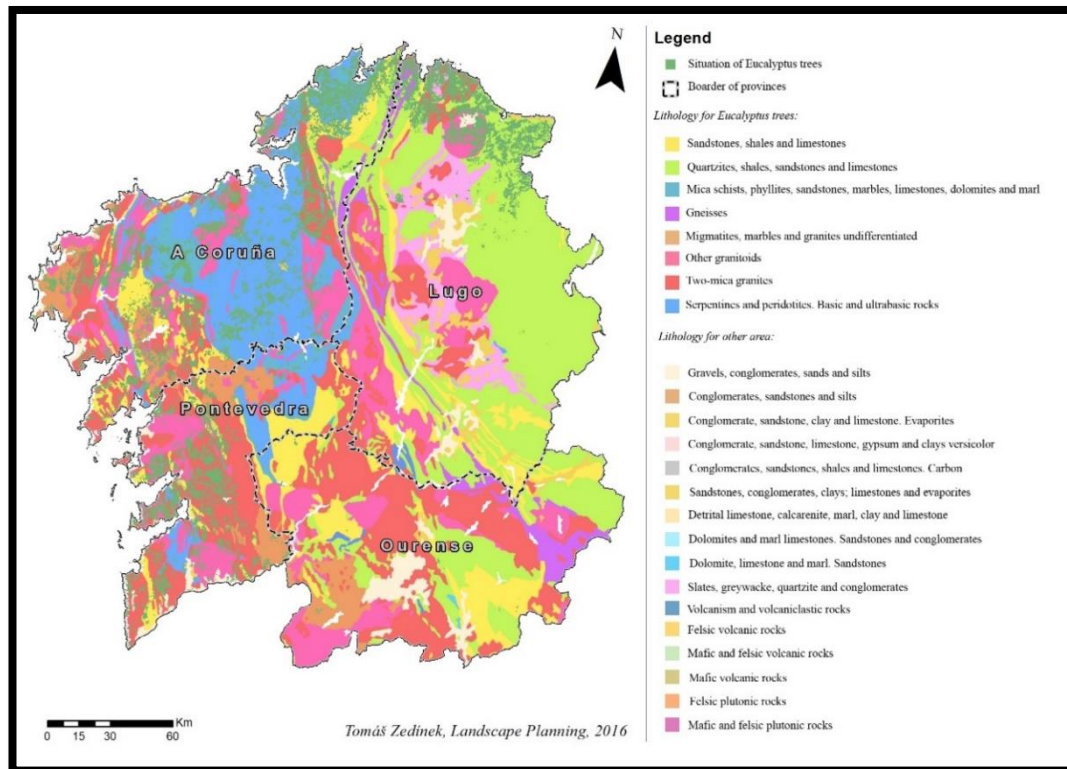 N
A Coruña
Lugo
Pontevedra
Ourense
Km
0 15 30 60
Tomáš Zedínek, Landscape Planning, 2016
Legend
Situation of Eucalyptus trees
Boarder of provinces
Lithology for Eucalyptus trees:
Sandstones, shales and limestones
Quartzites, shales, sandstones and limestones
Mica schists, phyllites, sandstones, marbles, limestones, dolomites and marl
Gneisses
Migmatites, marbles and granites undifferentiated
Other granitoids
Two-mica granites
Serpentines and peridotites. Basic and ultrabasic rocks
Lithology for other area:
Gravels, conglomerates, sands and silts
Conglomerates, sandstones and silts
Conglomerate, sandstone, clay and limestone. Evaporites
Conglomerate, sandstone, limestone, gypsum and clays versicolor
Conglomerates, sandstones, shales and limestones. Carbon
Sandstones, conglomerates, clays; limestones and evaporites
Detrital limestone, calcarenite, marl, clay and limestone
Dolomites and marl limestones. Sandstones and conglomerates
Dolomite, limestone and marl. Sandstones
Slates, greywacke, quartzite and conglomerates
Volcanism and volcaniclastic rocks
Felsic volcanic rocks
Mafic and felsic volcanic rocks
Mafic volcanic rocks
Felsic plutonic rocks
Mafic and felsic plutonic rocks